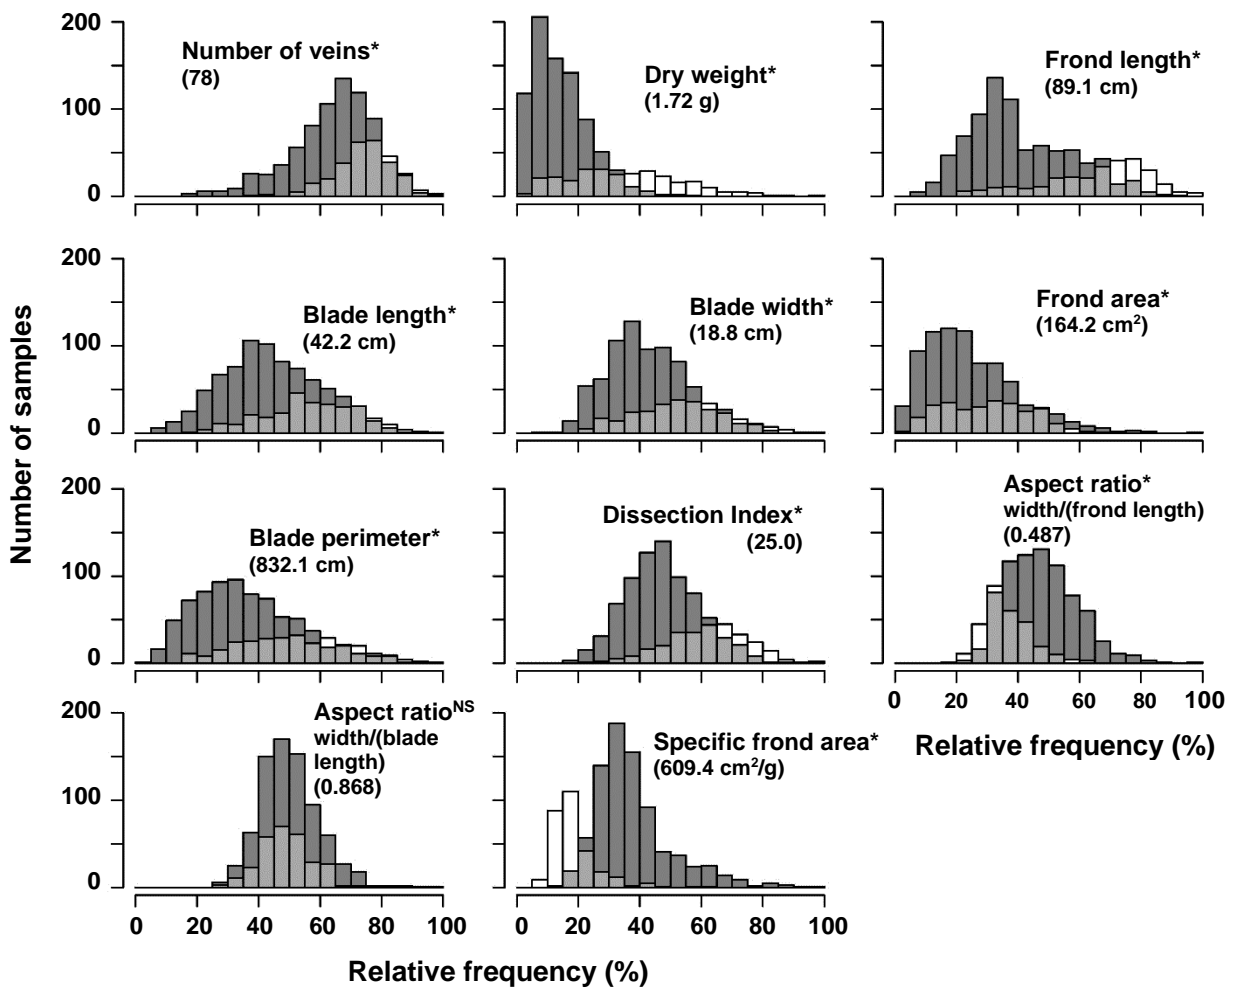 200
100
0
Number of veins*
(78)
200
100
0
Dry weight*
(1.72 g)
Frond length*
(89.1 cm)
200
100
0
Blade length*
(42.2 cm)
Blade width*
(18.8 cm)
Frond area*
(164.2 cm²)
Number of samples
200
100
0
Blade perimeter*
(832.1 cm)
Dissection Index*
(25.0)
Aspect ratio*
width/(frond length)
(0.487)
0 20 40 60 80 100
Relative frequency (%)
200
100
0
Aspect ratioNS
width/(blade
length)
(0.868)
Specific frond area*
(609.4 cm²/g)
0 20 40 60 80 100
0 20 40 60 80 100
Relative frequency (%)